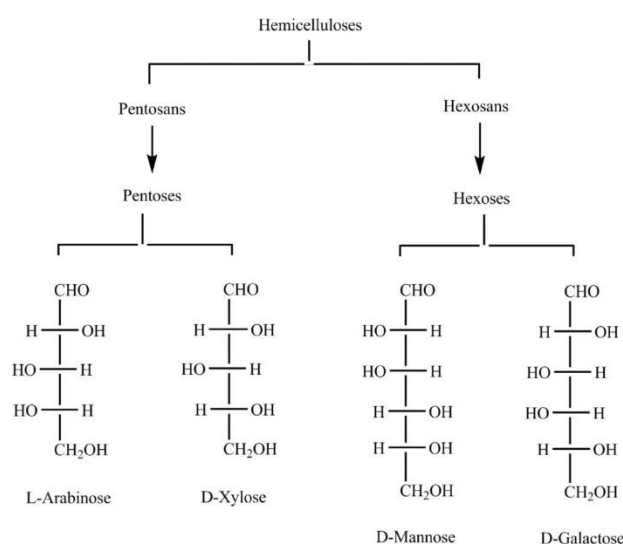 Hemicelluloses
Pentosans Hexosans
Pentoses Hexoses
CHO CHO CHO CHO
H OH H OH HO H H OH
HO H HO H HO H HO H
HO H H OH H OH HO H
H OH H OH
CH₂OH CH₂OH
CH₂OH CH₂OH
L-Arabinose D-Xylose
D-Mannose D-Galactose